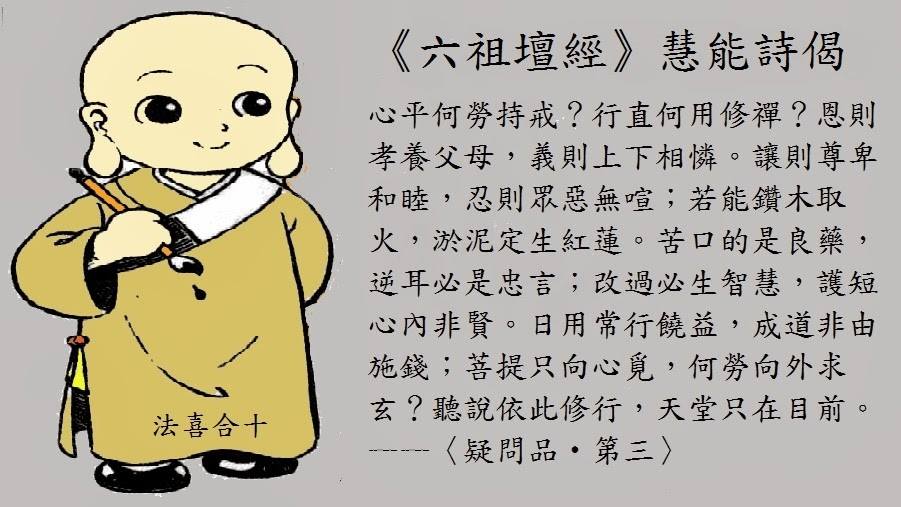 《六祖壇經》慧能詩偈
心平何勞持戒？行直何用修禪？恩則
孝養父母，義則上下相憐。讓則尊卑
和睦，忍則眾惡無喧；若能鑽木取
火，淤泥定生紅蓮。苦口的是良藥，
逆耳必是忠言；改過必生智慧，護短
心內非賢。日用常行饒益，成道非由
施錢；菩提只向心覓，何勞向外求
玄？聽說依此修行，天堂只在目前。
------〈疑問品·第三〉
法喜合十